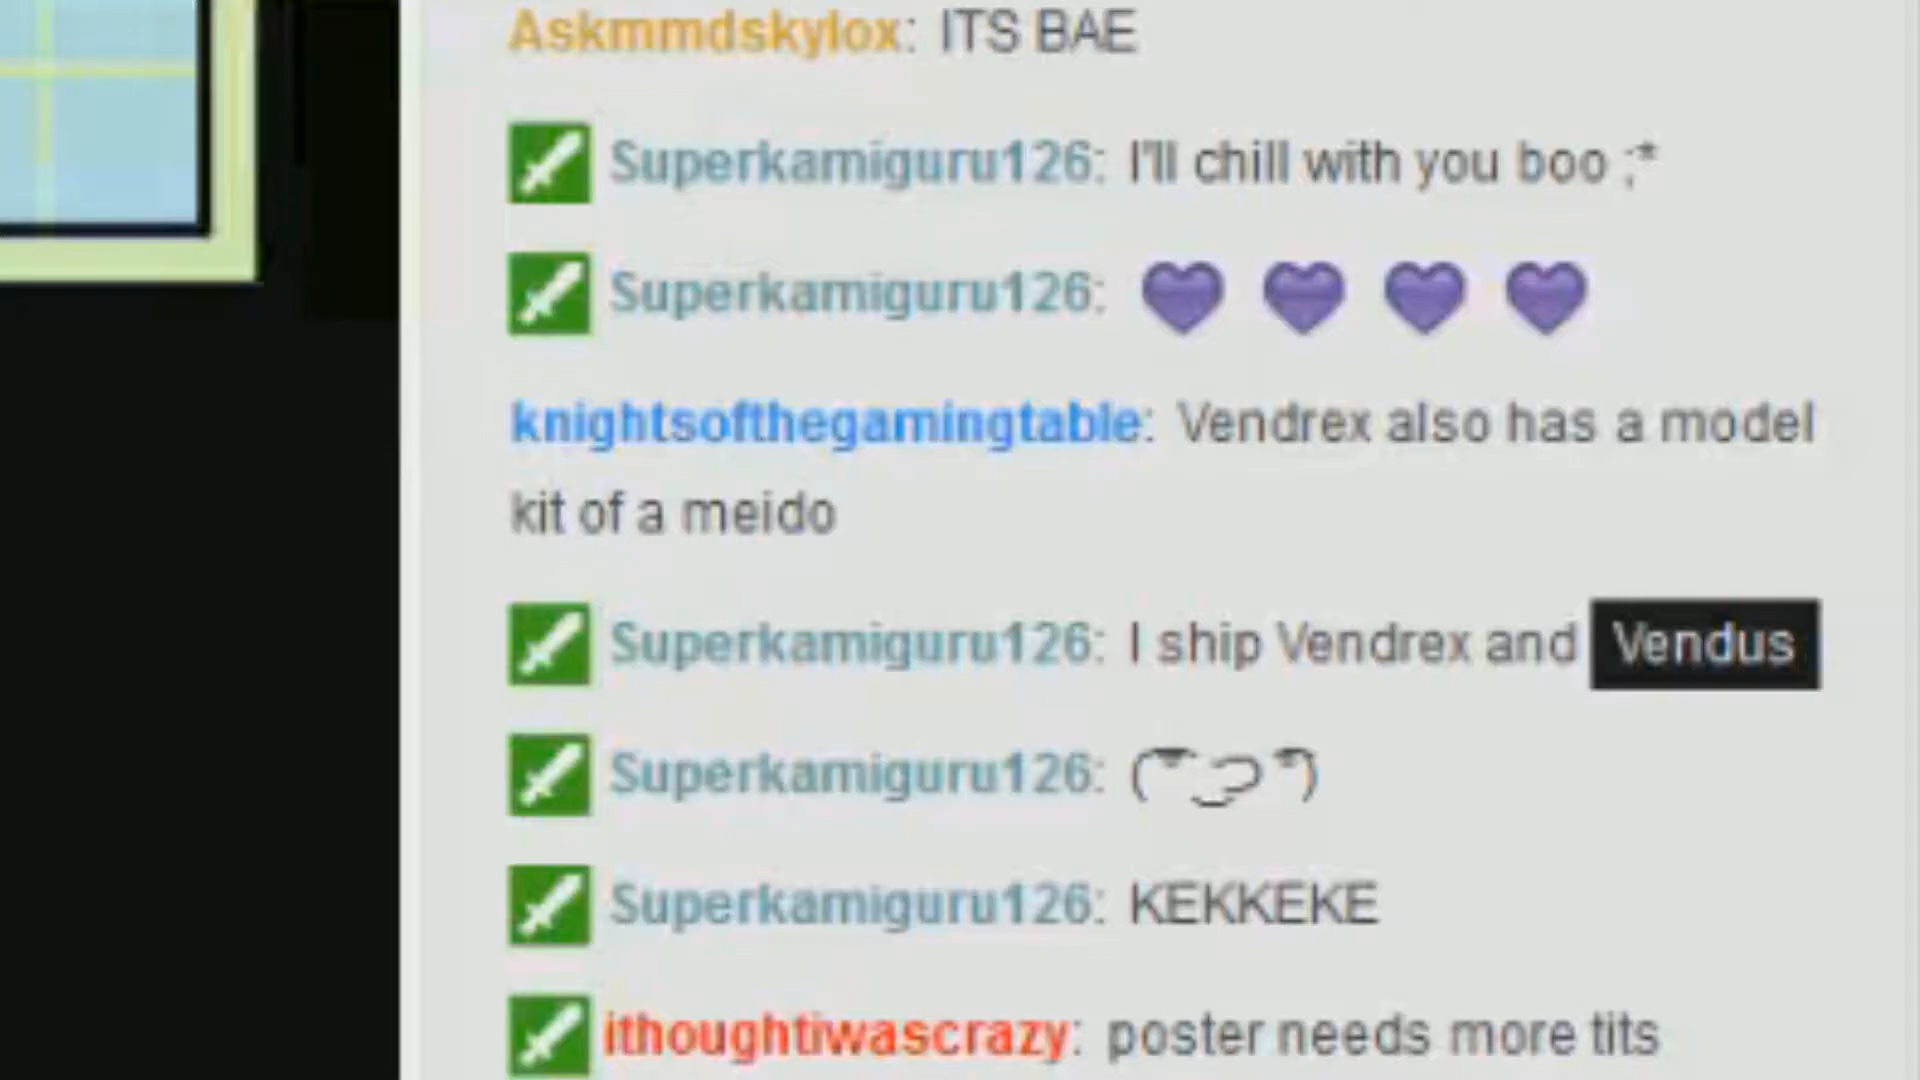 Askmmdskylox: ITS BAE
Superkamiguru126: I'll chill with you boo ;*
Superkamiguru126: 💜 💜 💜 💜
knightsofthegamingtable: Vendrex also has a model
kit of a meido
Superkamiguru126: I ship Vendrex and Vendus
Superkamiguru126: ( ͡° ͜ʖ ͡°)
Superkamiguru126: KEKKEKE
ithoughtiwascrazy: poster needs more tits